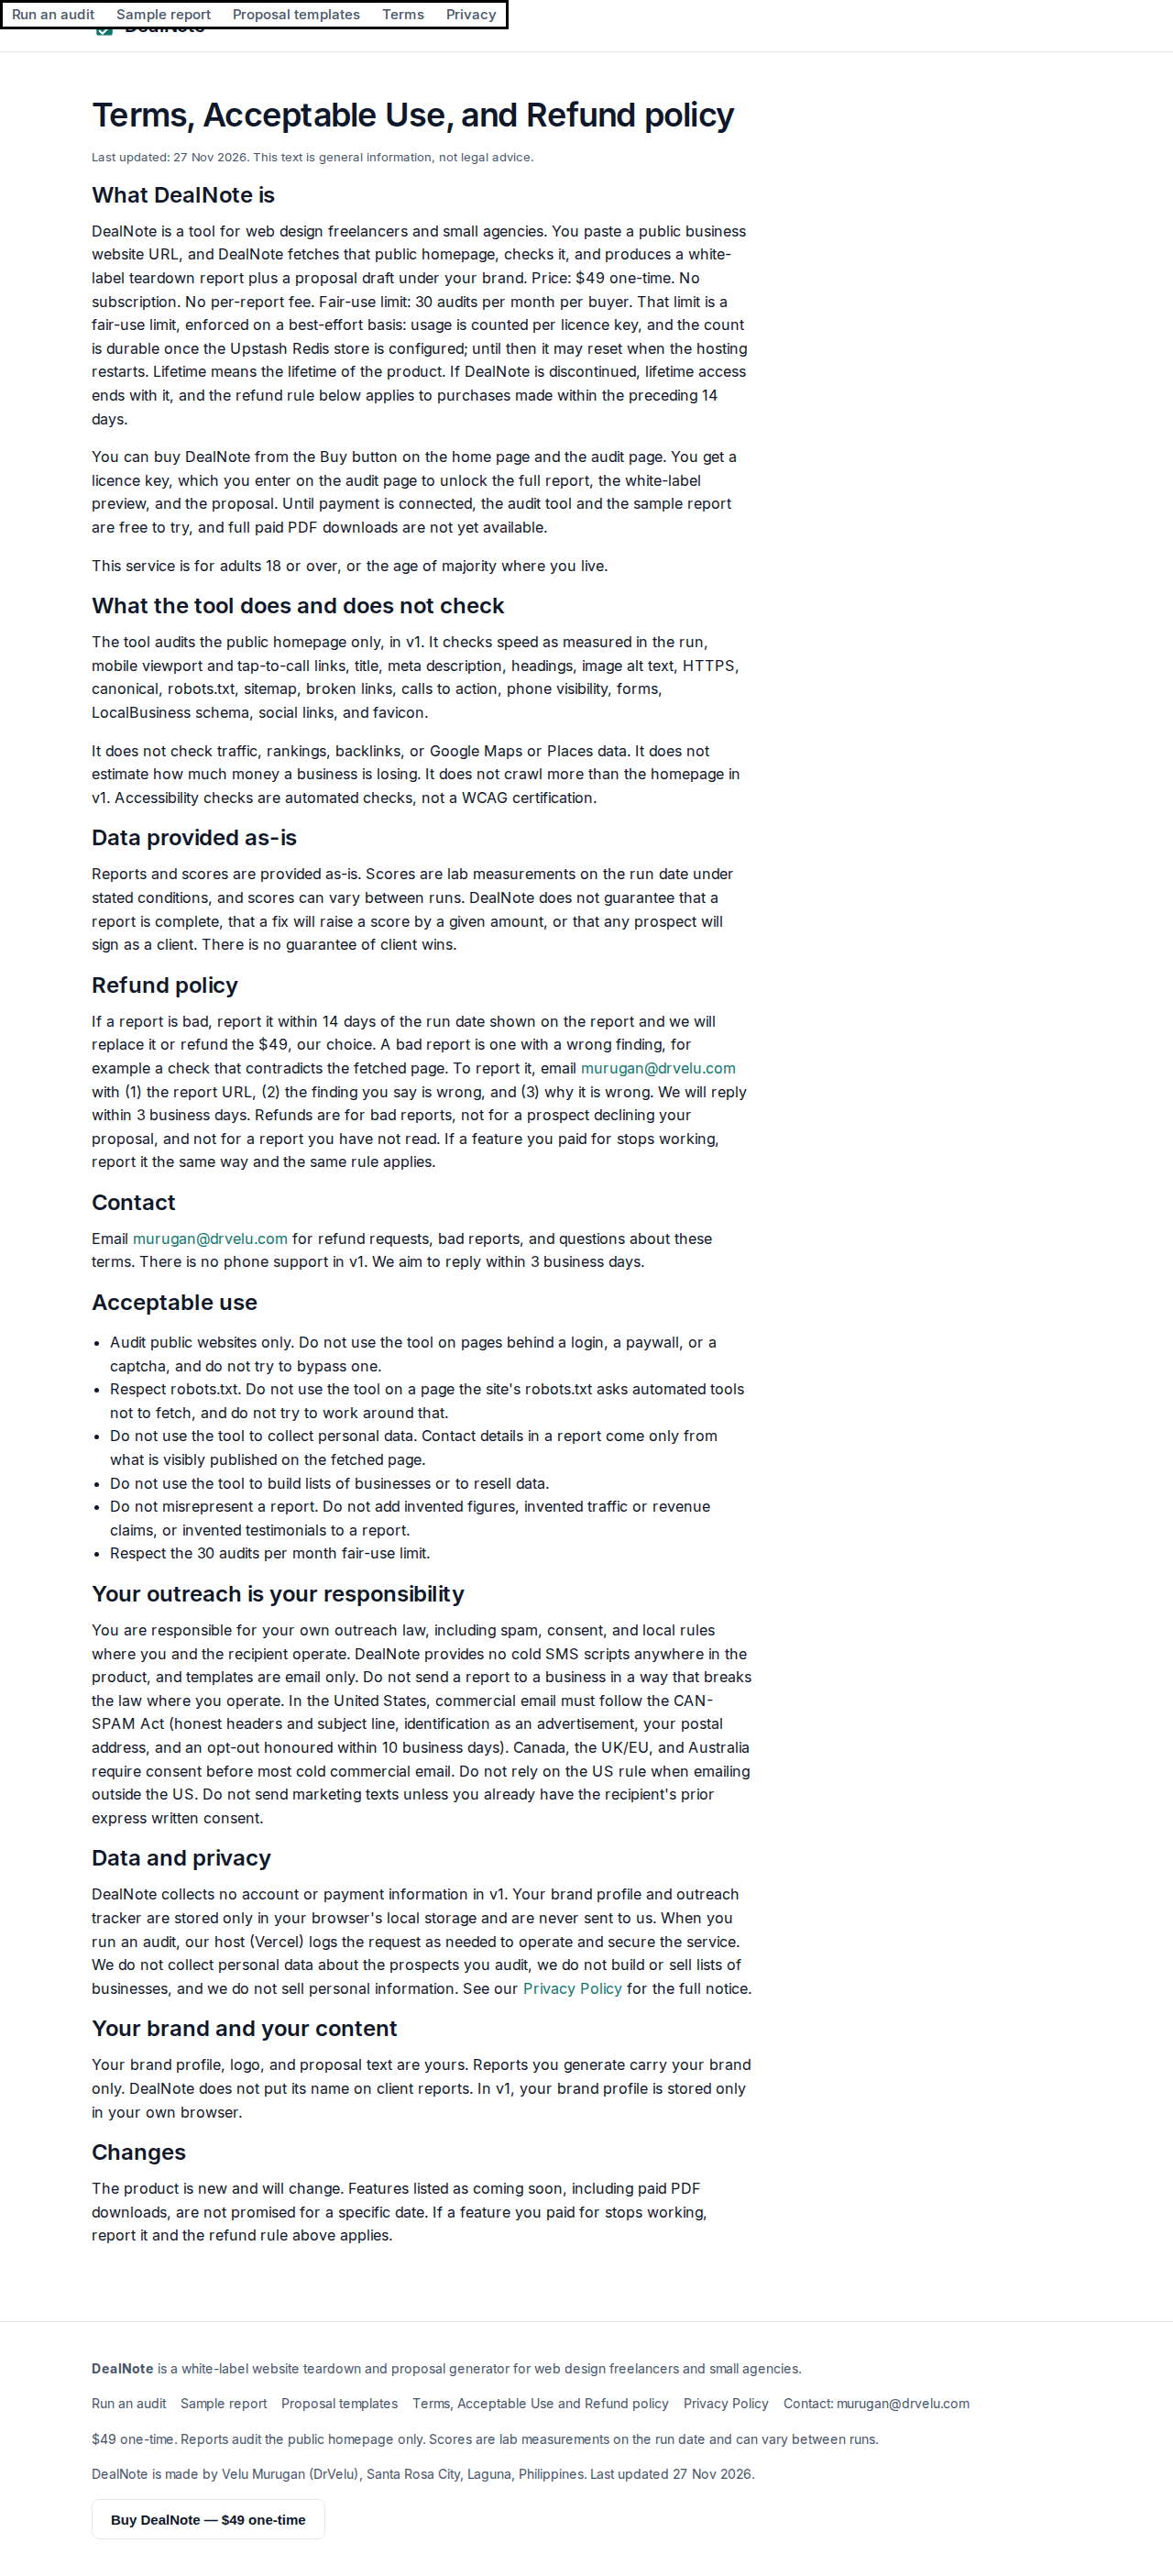 Run an audit Sample report Proposal templates Terms Privacy
DealNote
Terms, Acceptable Use, and Refund policy
Last updated: 27 Nov 2026. This text is general information, not legal advice.
What DealNote is
DealNote is a tool for web design freelancers and small agencies. You paste a public business
website URL, and DealNote fetches that public homepage, checks it, and produces a white-
label teardown report plus a proposal draft under your brand. Price: $49 one-time. No
subscription. No per-report fee. Fair-use limit: 30 audits per month per buyer. That limit is a
fair-use limit, enforced on a best-effort basis: usage is counted per licence key, and the count
is durable once the Upstash Redis store is configured; until then it may reset when the hosting
restarts. Lifetime means the lifetime of the product. If DealNote is discontinued, lifetime access
ends with it, and the refund rule below applies to purchases made within the preceding 14
days.
You can buy DealNote from the Buy button on the home page and the audit page. You get a
licence key, which you enter on the audit page to unlock the full report, the white-label
preview, and the proposal. Until payment is connected, the audit tool and the sample report
are free to try, and full paid PDF downloads are not yet available.
This service is for adults 18 or over, or the age of majority where you live.
What the tool does and does not check
The tool audits the public homepage only, in v1. It checks speed as measured in the run,
mobile viewport and tap-to-call links, title, meta description, headings, image alt text, HTTPS,
canonical, robots.txt, sitemap, broken links, calls to action, phone visibility, forms,
LocalBusiness schema, social links, and favicon.
It does not check traffic, rankings, backlinks, or Google Maps or Places data. It does not
estimate how much money a business is losing. It does not crawl more than the homepage in
v1. Accessibility checks are automated checks, not a WCAG certification.
Data provided as-is
Reports and scores are provided as-is. Scores are lab measurements on the run date under
stated conditions, and scores can vary between runs. DealNote does not guarantee that a
report is complete, that a fix will raise a score by a given amount, or that any prospect will
sign as a client. There is no guarantee of client wins.
Refund policy
If a report is bad, report it within 14 days of the run date shown on the report and we will
replace it or refund the $49, our choice. A bad report is one with a wrong finding, for
example a check that contradicts the fetched page. To report it, email murugan@drvelu.com
with (1) the report URL, (2) the finding you say is wrong, and (3) why it is wrong. We will reply
within 3 business days. Refunds are for bad reports, not for a prospect declining your
proposal, and not for a report you have not read. If a feature you paid for stops working,
report it the same way and the same rule applies.
Contact
Email murugan@drvelu.com for refund requests, bad reports, and questions about these
terms. There is no phone support in v1. We aim to reply within 3 business days.
Acceptable use
• Audit public websites only. Do not use the tool on pages behind a login, a paywall, or a
captcha, and do not try to bypass one.
• Respect robots.txt. Do not use the tool on a page the site's robots.txt asks automated tools
not to fetch, and do not try to work around that.
• Do not use the tool to collect personal data. Contact details in a report come only from
what is visibly published on the fetched page.
• Do not use the tool to build lists of businesses or to resell data.
• Do not misrepresent a report. Do not add invented figures, invented traffic or revenue
claims, or invented testimonials to a report.
• Respect the 30 audits per month fair-use limit.
Your outreach is your responsibility
You are responsible for your own outreach law, including spam, consent, and local rules
where you and the recipient operate. DealNote provides no cold SMS scripts anywhere in the
product, and templates are email only. Do not send a report to a business in a way that breaks
the law where you operate. In the United States, commercial email must follow the CAN-
SPAM Act (honest headers and subject line, identification as an advertisement, your postal
address, and an opt-out honoured within 10 business days). Canada, the UK/EU, and Australia
require consent before most cold commercial email. Do not rely on the US rule when emailing
outside the US. Do not send marketing texts unless you already have the recipient's prior
express written consent.
Data and privacy
DealNote collects no account or payment information in v1. Your brand profile and outreach
tracker are stored only in your browser's local storage and are never sent to us. When you
run an audit, our host (Vercel) logs the request as needed to operate and secure the service.
We do not collect personal data about the prospects you audit, we do not build or sell lists of
businesses, and we do not sell personal information. See our Privacy Policy for the full notice.
Your brand and your content
Your brand profile, logo, and proposal text are yours. Reports you generate carry your brand
only. DealNote does not put its name on client reports. In v1, your brand profile is stored only
in your own browser.
Changes
The product is new and will change. Features listed as coming soon, including paid PDF
downloads, are not promised for a specific date. If a feature you paid for stops working,
report it and the refund rule above applies.
DealNote is a white-label website teardown and proposal generator for web design freelancers and small agencies.
Run an audit Sample report Proposal templates Terms, Acceptable Use and Refund policy Privacy Policy Contact: murugan@drvelu.com
$49 one-time. Reports audit the public homepage only. Scores are lab measurements on the run date and can vary between runs.
DealNote is made by Velu Murugan (DrVelu), Santa Rosa City, Laguna, Philippines. Last updated 27 Nov 2026.
Buy DealNote — $49 one-time